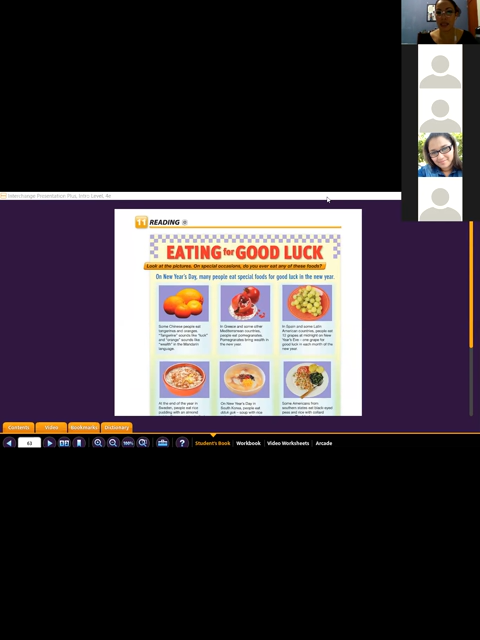 Interchange Presentation Plus, Intro Level, 4e
11 READING
EATING for GOOD LUCK
Look at the pictures. On special occasions, do you ever eat any of these foods?
On New Year's Day, many people eat special foods for good luck in the new year.
Some Chinese people eat
tangerines and oranges.
"Tangerine" sounds like "luck"
and "orange" sounds like
"wealth" in the Mandarin
language.
In Greece and some other
Mediterranean countries,
people eat pomegranates.
Pomegranates bring wealth in
the new year.
In Spain and some Latin
American countries, people eat
12 grapes at midnight on New
Year's Eve - one grape for
good luck in each month of the
new year.
At the end of the year in
Sweden, people eat rice
pudding with an almond
On New Year's Day in
South Korea, people eat
soup with rice
Some Americans from
southern states eat black-eyed
peas and rice with collard
Contents
Video
Bookmarks
Dictionary
63
100%
?
Student's Book
Workbook
Video Worksheets
Arcade